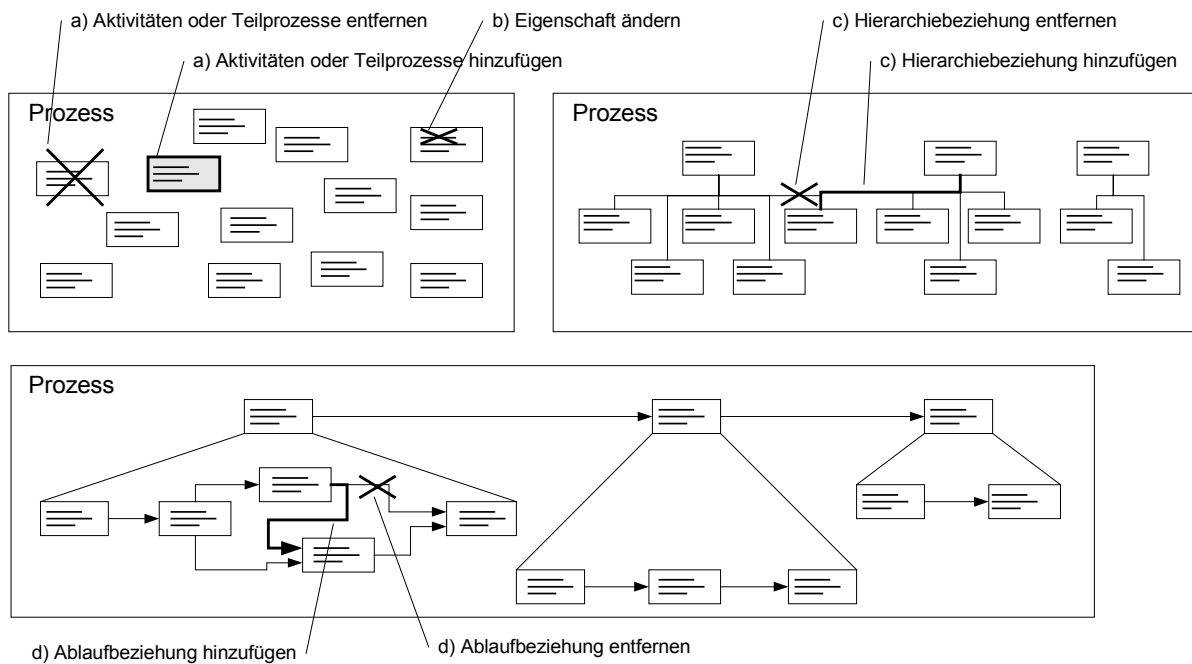 a) Aktivitäten oder Teilprozesse entfernen
b) Eigenschaft ändern
c) Hierarchiebeziehung entfernen
a) Aktivitäten oder Teilprozesse hinzufügen
c) Hierarchiebeziehung hinzufügen
Prozess
Prozess
Prozess
d) Ablaufbeziehung hinzufügen
d) Ablaufbeziehung entfernen